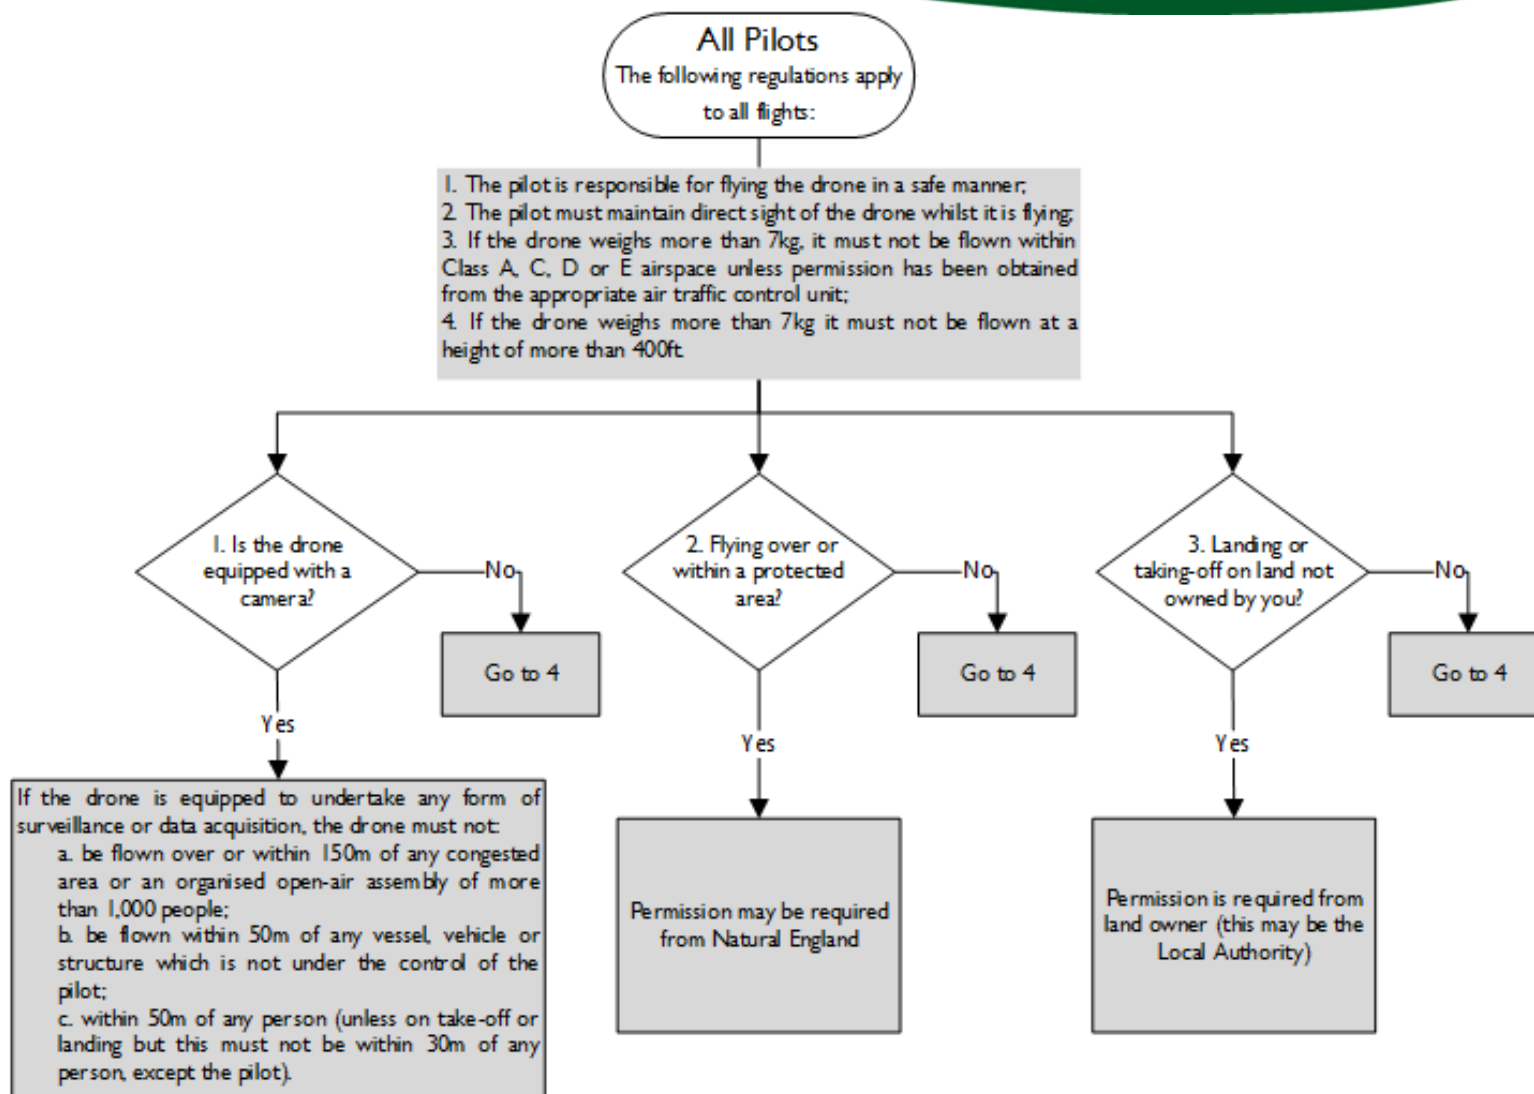 All Pilots
The following regulations apply
to all flights:
1. The pilot is responsible for flying the drone in a safe manner;
2. The pilot must maintain direct sight of the drone whilst it is flying;
3. If the drone weighs more than 7kg, it must not be flown within
Class A, C, D or E airspace unless permission has been obtained
from the appropriate air traffic control unit;
4. If the drone weighs more than 7kg it must not be flown at a
height of more than 400ft.
1. Is the drone
equipped with a
camera?
No
Go to 4
Yes
If the drone is equipped to undertake any form of
surveillance or data acquisition, the drone must not:
a. be flown over or within 150m of any congested
area or an organised open-air assembly of more
than 1,000 people;
b. be flown within 50m of any vessel, vehicle or
structure which is not under the control of the
pilot;
c. within 50m of any person (unless on take-off or
landing but this must not be within 30m of any
person, except the pilot).
2. Flying over or
within a protected
area?
No
Go to 4
Yes
Permission may be required
from Natural England
3. Landing or
taking-off on land not
owned by you?
No
Go to 4
Yes
Permission is required from
land owner (this may be the
Local Authority)